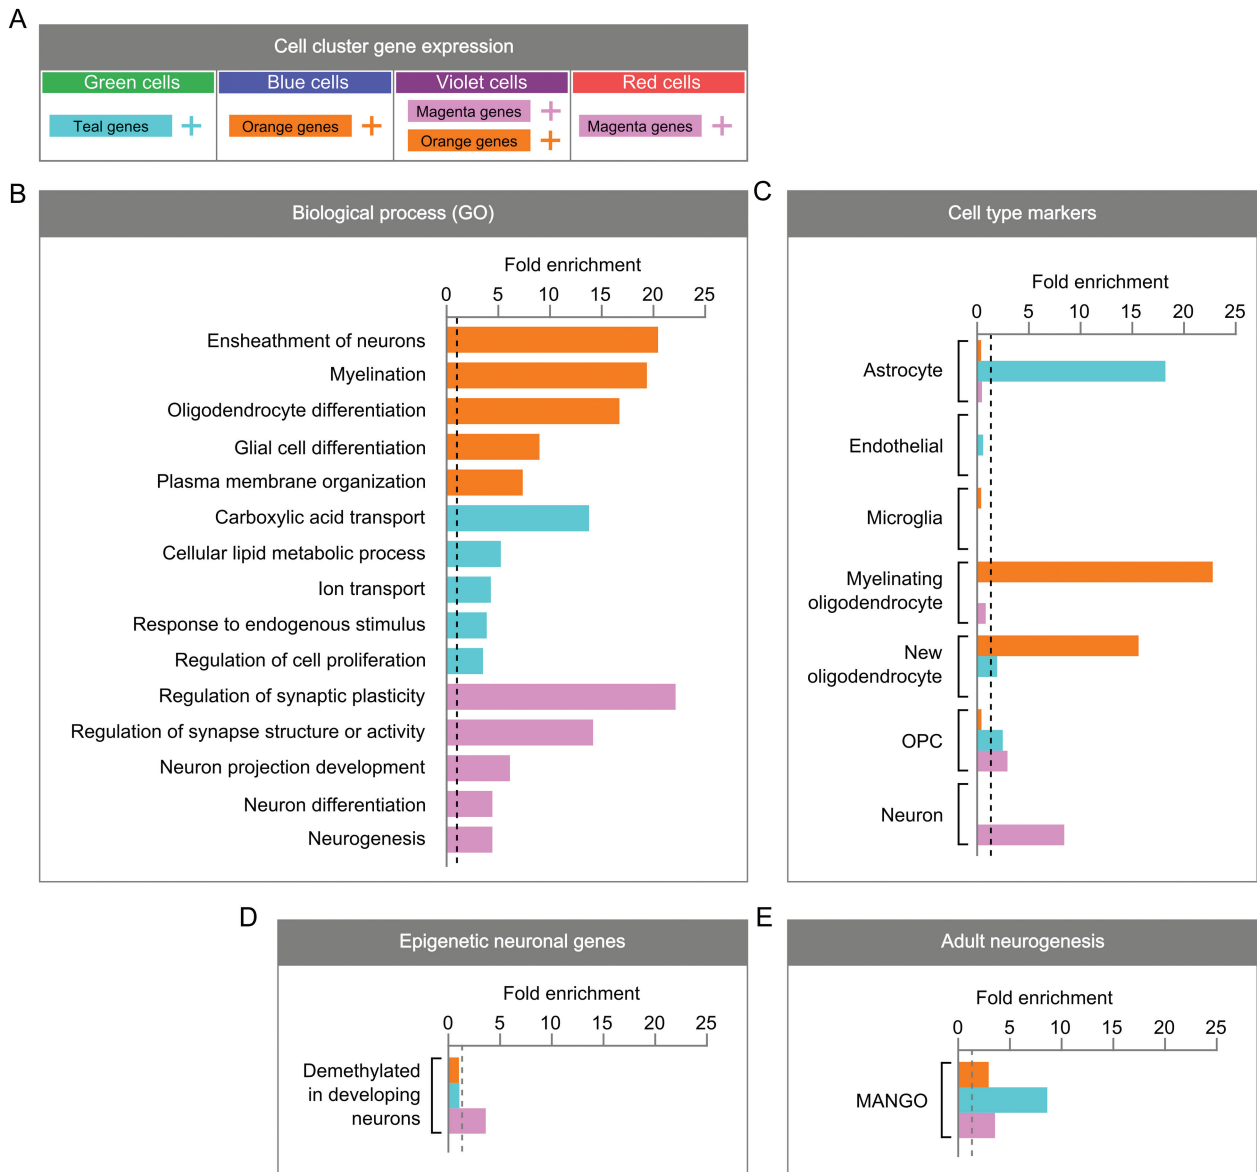 A
Cell cluster gene expression
Green cells
Blue cells
Violet cells
Red cells
Teal genes +
Orange genes +
Magenta genes +
Orange genes +
Magenta genes +
B
Biological process (GO)
Fold enrichment
0 5 10 15 20 25
Ensheathment of neurons
Myelination
Oligodendrocyte differentiation
Glial cell differentiation
Plasma membrane organization
Carboxylic acid transport
Cellular lipid metabolic process
Ion transport
Response to endogenous stimulus
Regulation of cell proliferation
Regulation of synaptic plasticity
Regulation of synapse structure or activity
Neuron projection development
Neuron differentiation
Neurogenesis
C
Cell type markers
Fold enrichment
0 5 10 15 20 25
Astrocyte
Endothelial
Microglia
Myelinating
oligodendrocyte
New
oligodendrocyte
OPC
Neuron
D
Epigenetic neuronal genes
Fold enrichment
0 5 10 15 20 25
Demethylated
in developing
neurons
E
Adult neurogenesis
Fold enrichment
0 5 10 15 20 25
MANGO